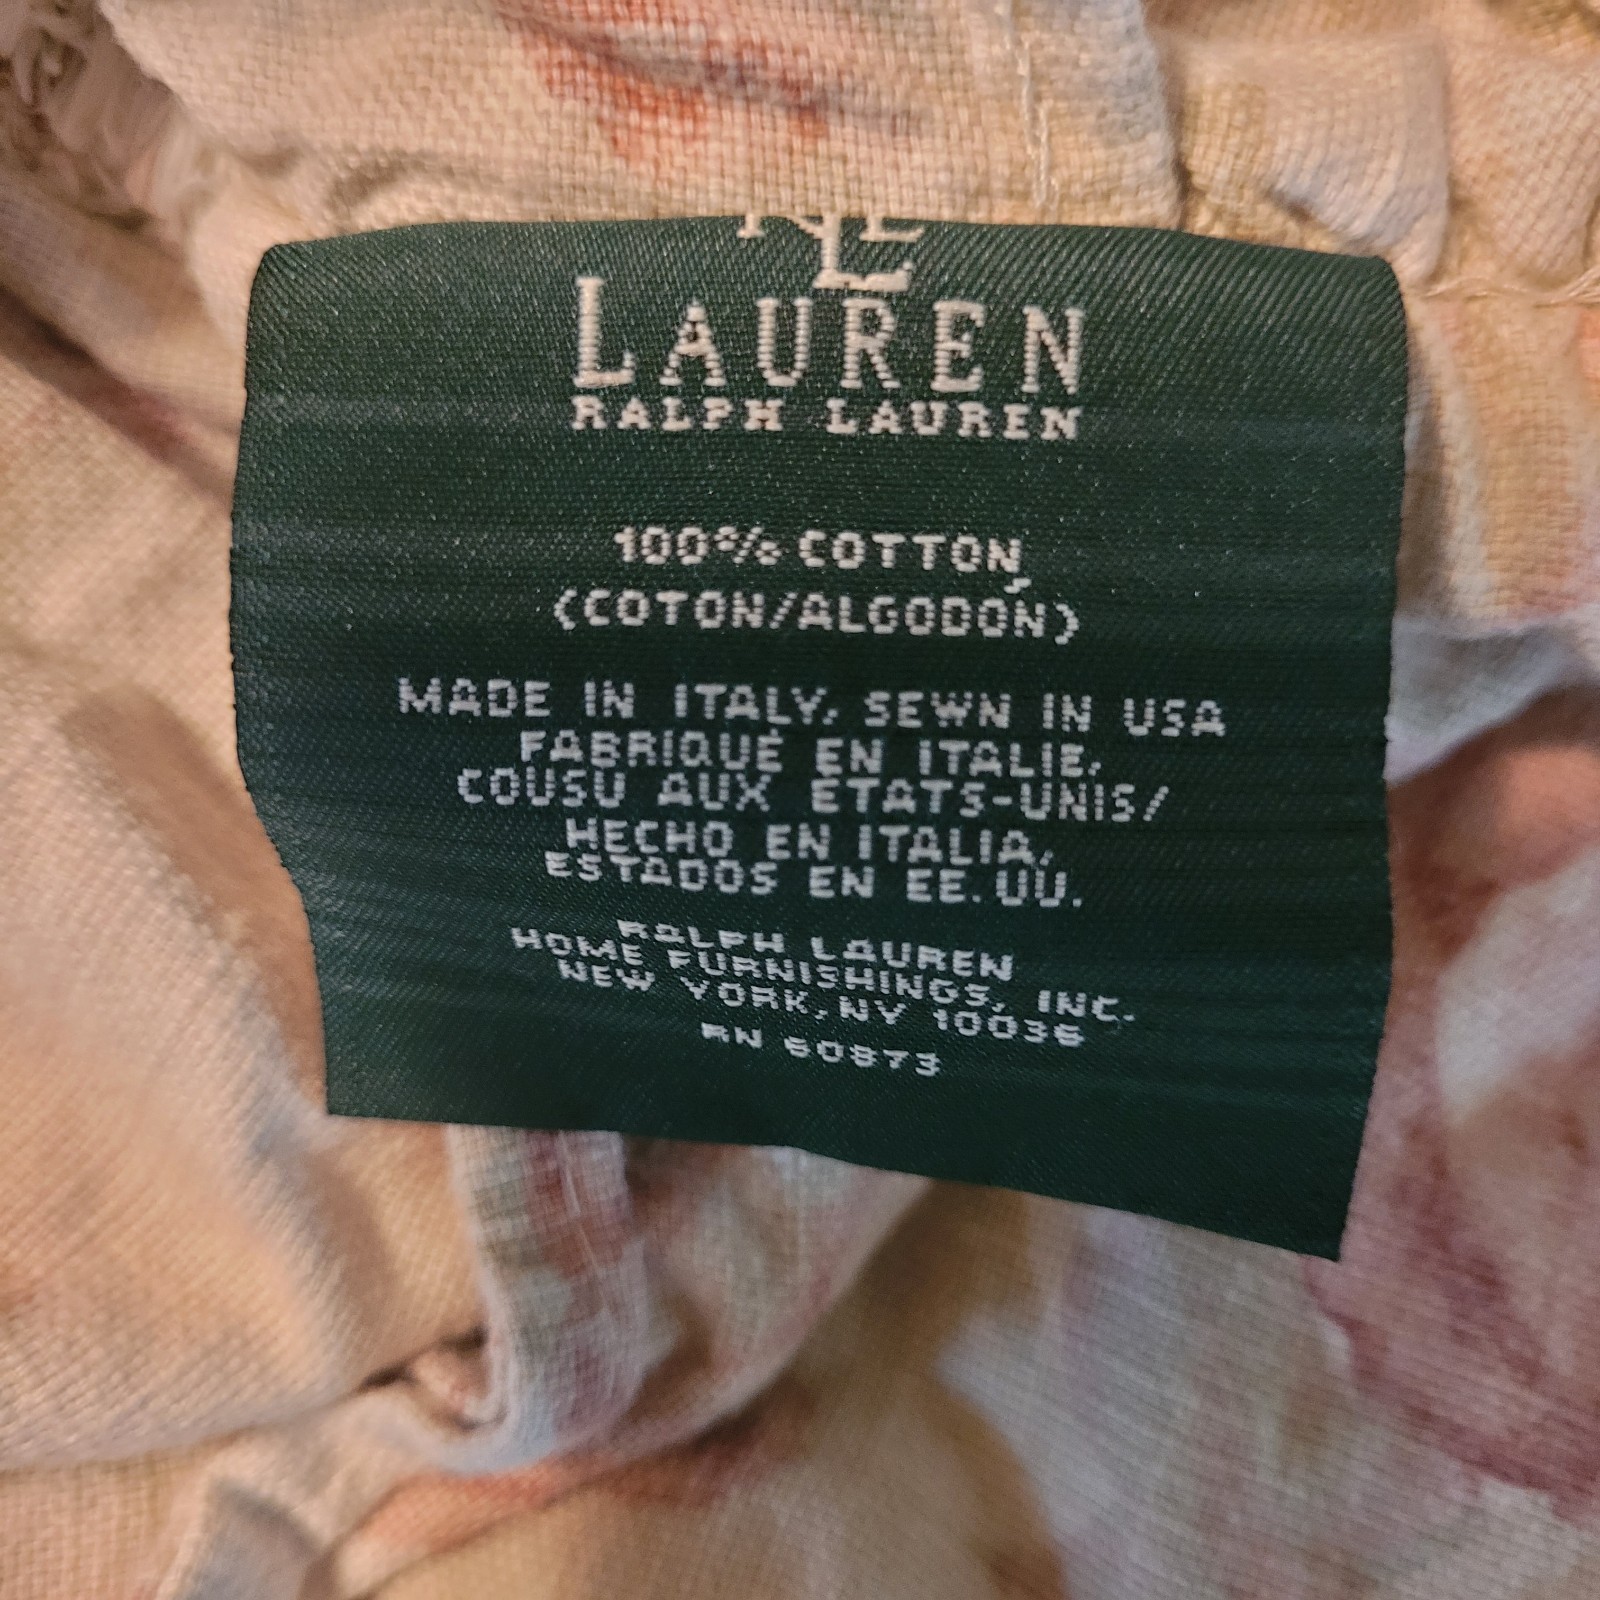 RLL
LAUREN
RALPH LAUREN
100% COTTON
(COTON/ALGODÓN)
MADE IN ITALY, SEWN IN USA
FABRIQUÉ EN ITALIE,
COUSU AUX ETATS-UNIS/
HECHO EN ITALIA,
ESTADOS EN EE.UU.
RALPH LAUREN
HOME FURNISHINGS, INC.
NEW YORK, NY 10036
RN 60873